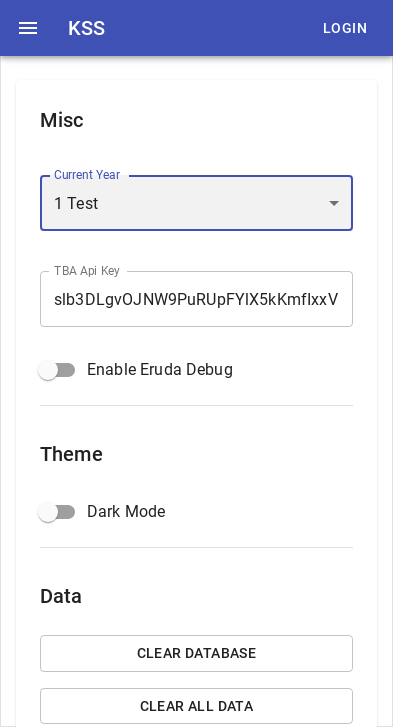 KSS
LOGIN
Misc
Current Year
1 Test
TBA Api Key
slb3DLgvOJNW9PuRUpFYlX5kKmfIxxV
Enable Eruda Debug
Theme
Dark Mode
Data
CLEAR DATABASE
CLEAR ALL DATA